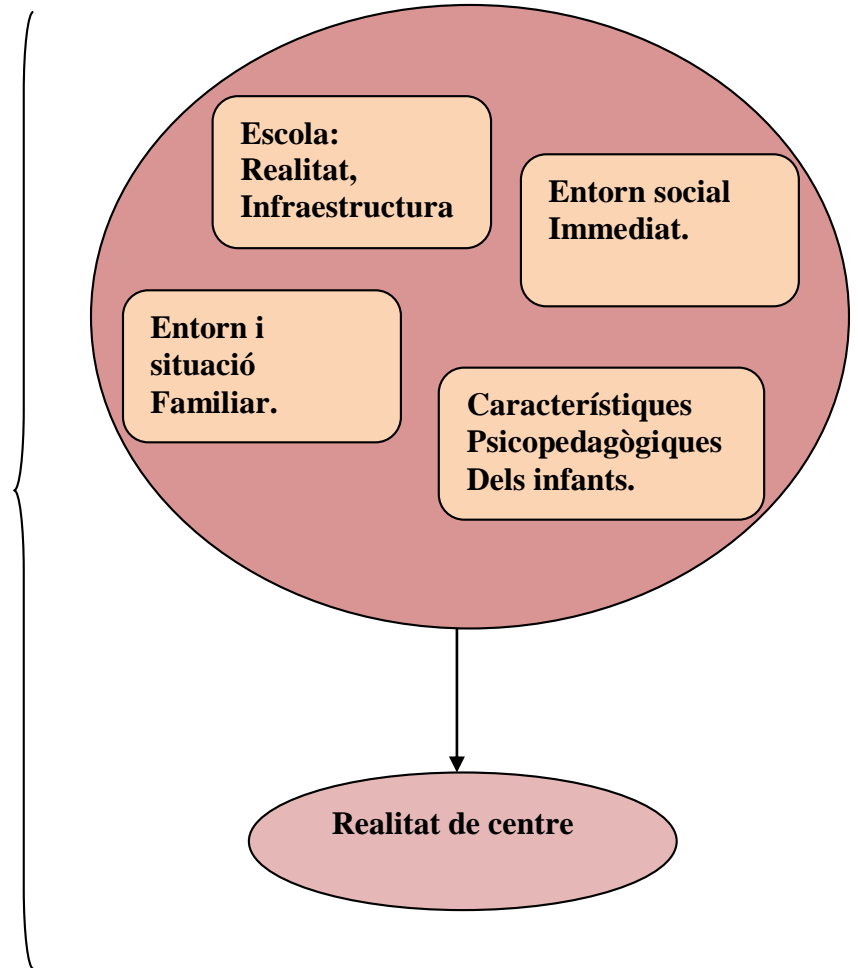 Escola:
Realitat,
Infraestructura
Entorn social
Immediat.
Entorn i
situació
Familiar.
Característiques
Psicopedagògiques
Dels infants.
Realitat de centre